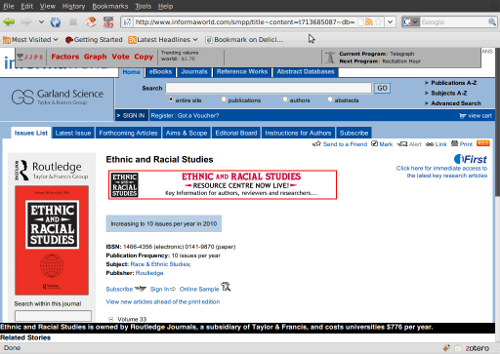 File Edit View History Bookmarks Tools Help
http://www.informaworld.com/smpp/title~content=t713685087~db=
Google
Most Visited Getting Started Latest Headlines Bookmark on Delici...
JJPS Factors Graph Vote Copy
Trending returns
world: $1.70
Current Program: Telegraph
Next Program: Recitation Hour
informa
Home eBooks Journals Reference Works Abstract Databases
Garland Science
Taylor & Francis Group
Search GO
entire site publications authors abstracts
Publications A-Z
Subjects A-Z
Advanced Search
SIGN IN Register | Got a Voucher? view cart
Issues List Latest Issue Forthcoming Articles Aims & Scope Editorial Board Instructions for Authors Subscribe
Send to a Friend Mark Alert Link Print
Routledge
Taylor & Francis Group
ETHNIC AND RACIAL STUDIES
Search within this journal
Ethnic and Racial Studies
ETHNIC AND RACIAL STUDIES
ETHNIC AND RACIAL STUDIES
RESOURCE CENTRE NOW LIVE!
Key Information for authors, reviewers and researchers...
iFirst
Click here for immediate access to
the latest key research articles
Increasing to 10 issues per year in 2010
ISSN: 1466-4356 (electronic) 0141-9870 (paper)
Publication Frequency: 10 issues per year
Subject: Race & Ethnic Studies;
Publisher: Routledge
Subscribe Sign In Online Sample
View new articles ahead of the print edition
Volume 33
Ethnic and Racial Studies is owned by Routledge Journals, a subsidiary of Taylor & Francis, and costs universities $776 per year.
Related Stories
Done zotero